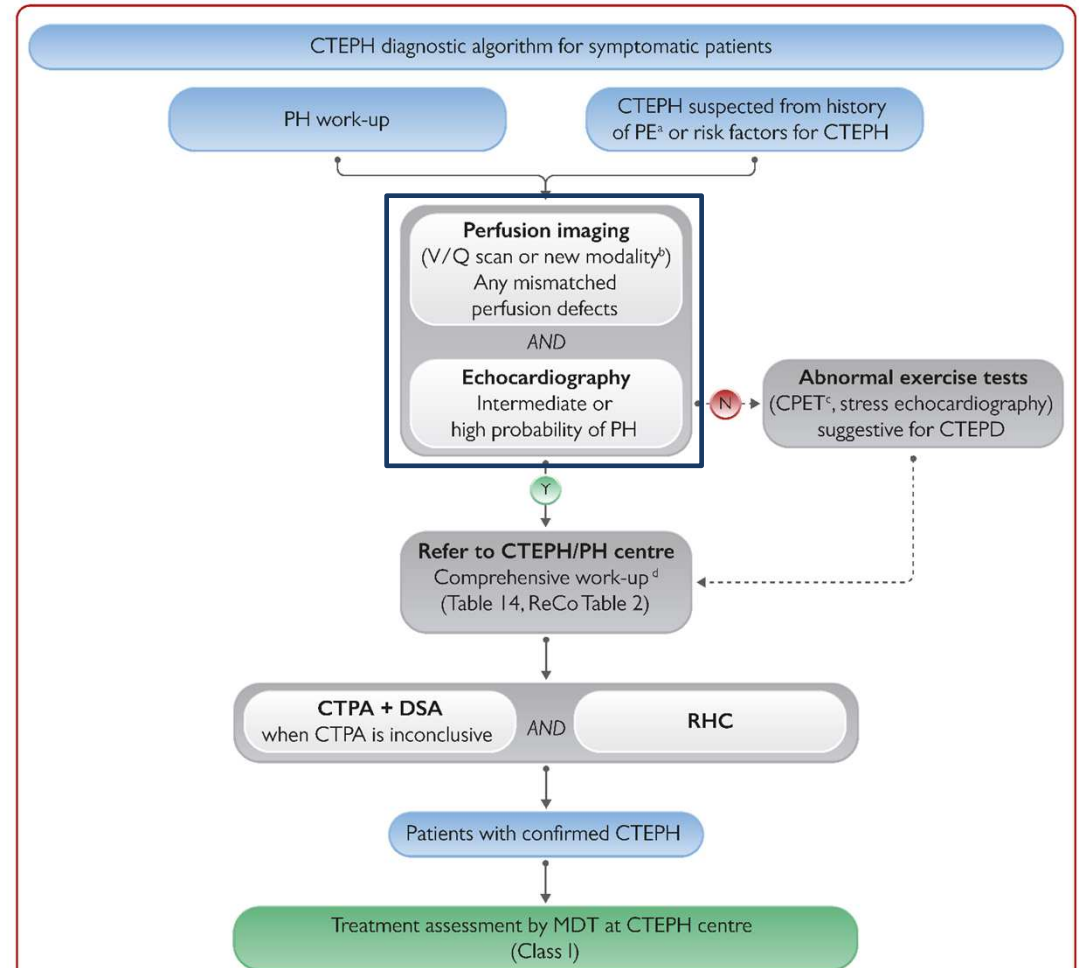 CTEPH diagnostic algorithm for symptomatic patients
PH work-up
CTEPH suspected from history
of PEᵃ or risk factors for CTEPH
Perfusion imaging
(V/Q scan or new modalityᵇ)
Any mismatched
perfusion defects
AND
Echocardiography
Intermediate or
high probability of PH
N
Abnormal exercise tests
(CPETᶜ, stress echocardiography)
suggestive for CTEPD
Y
Refer to CTEPH/PH centre
Comprehensive work-up ᵈ
(Table 14, ReCo Table 2)
CTPA + DSA
when CTPA is inconclusive
AND
RHC
Patients with confirmed CTEPH
Treatment assessment by MDT at CTEPH centre
(Class I)